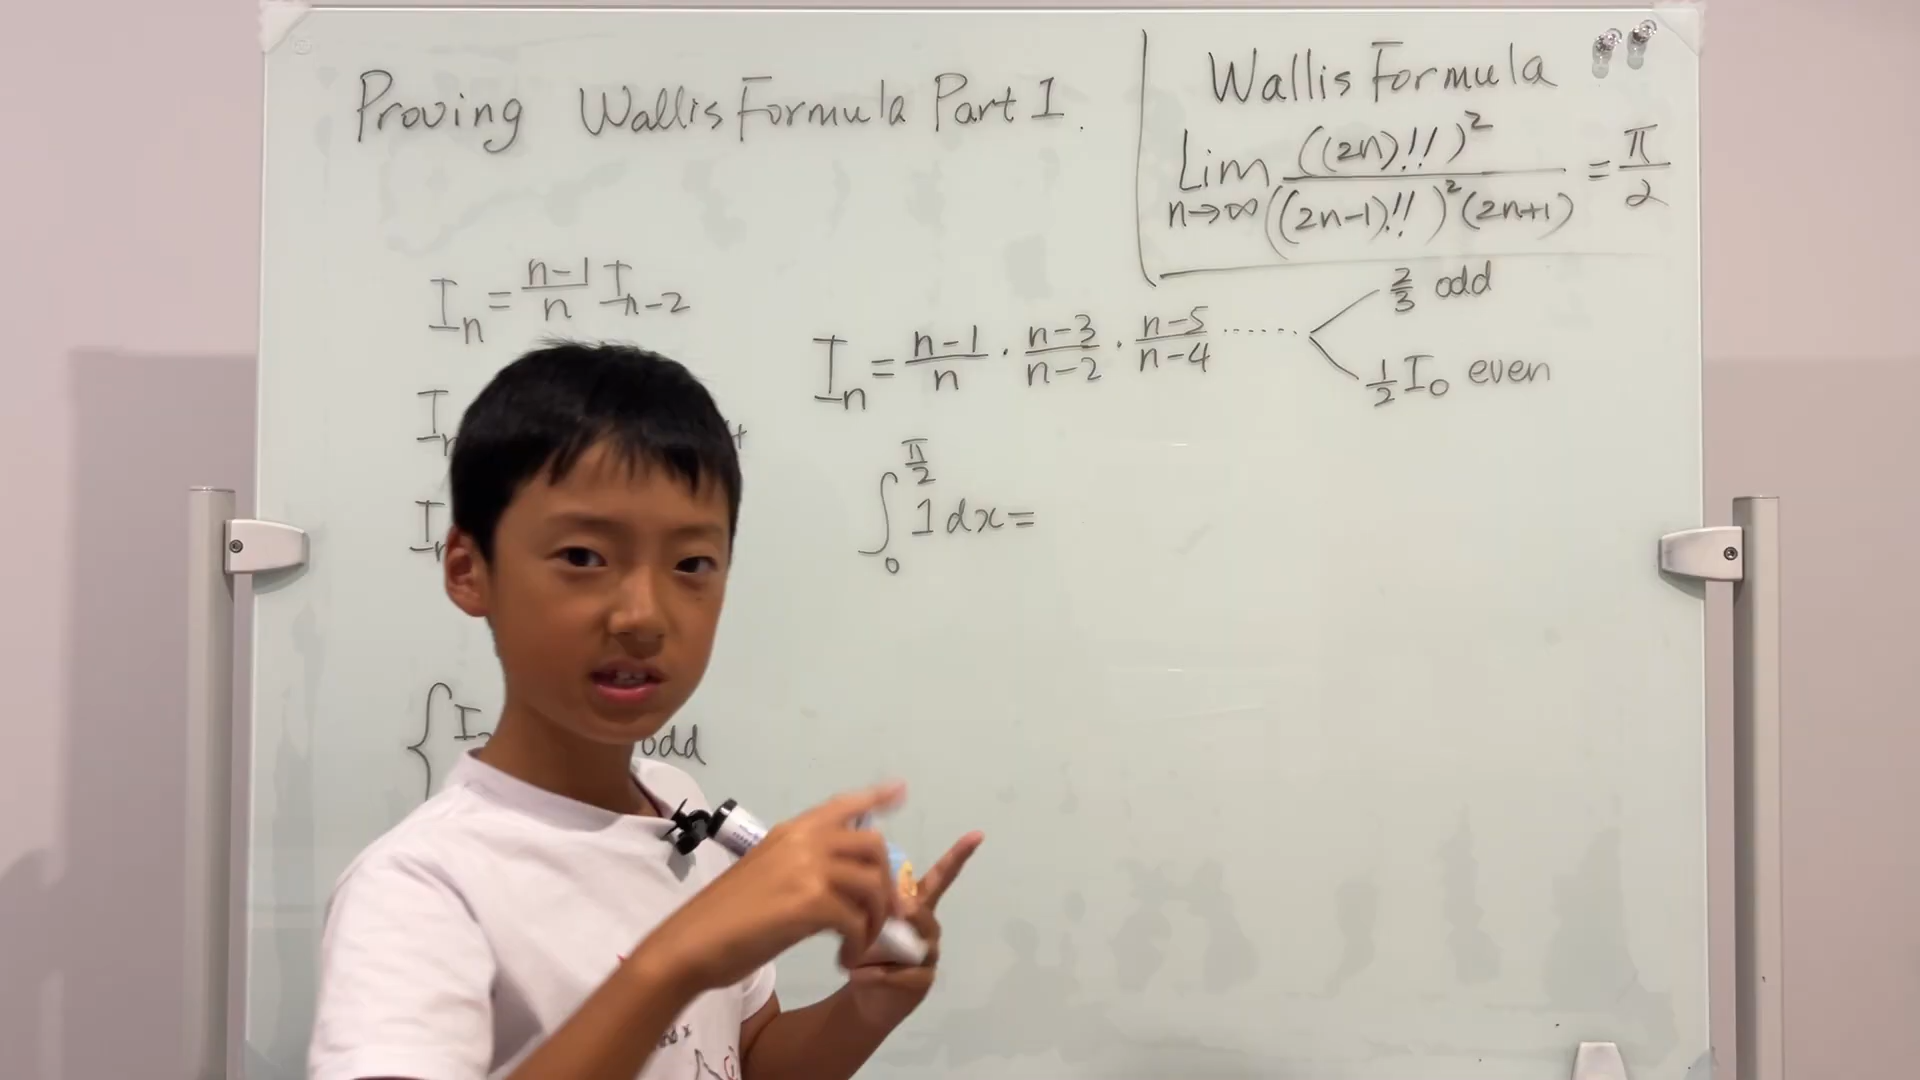 Proving Wallis Formula Part 1.
Wallis Formula
Lim n→∞ ((2n)!!)² / ((2n-1)!!)²(2n+1) = π/2
I_n = n-1/n I_n-2
I_n = n-1/n · n-3/n-2 · n-5/n-4 ......
2/3 odd
1/2 I_0 even
I
∫_0^π/2 1 dx =
I
{ I
odd